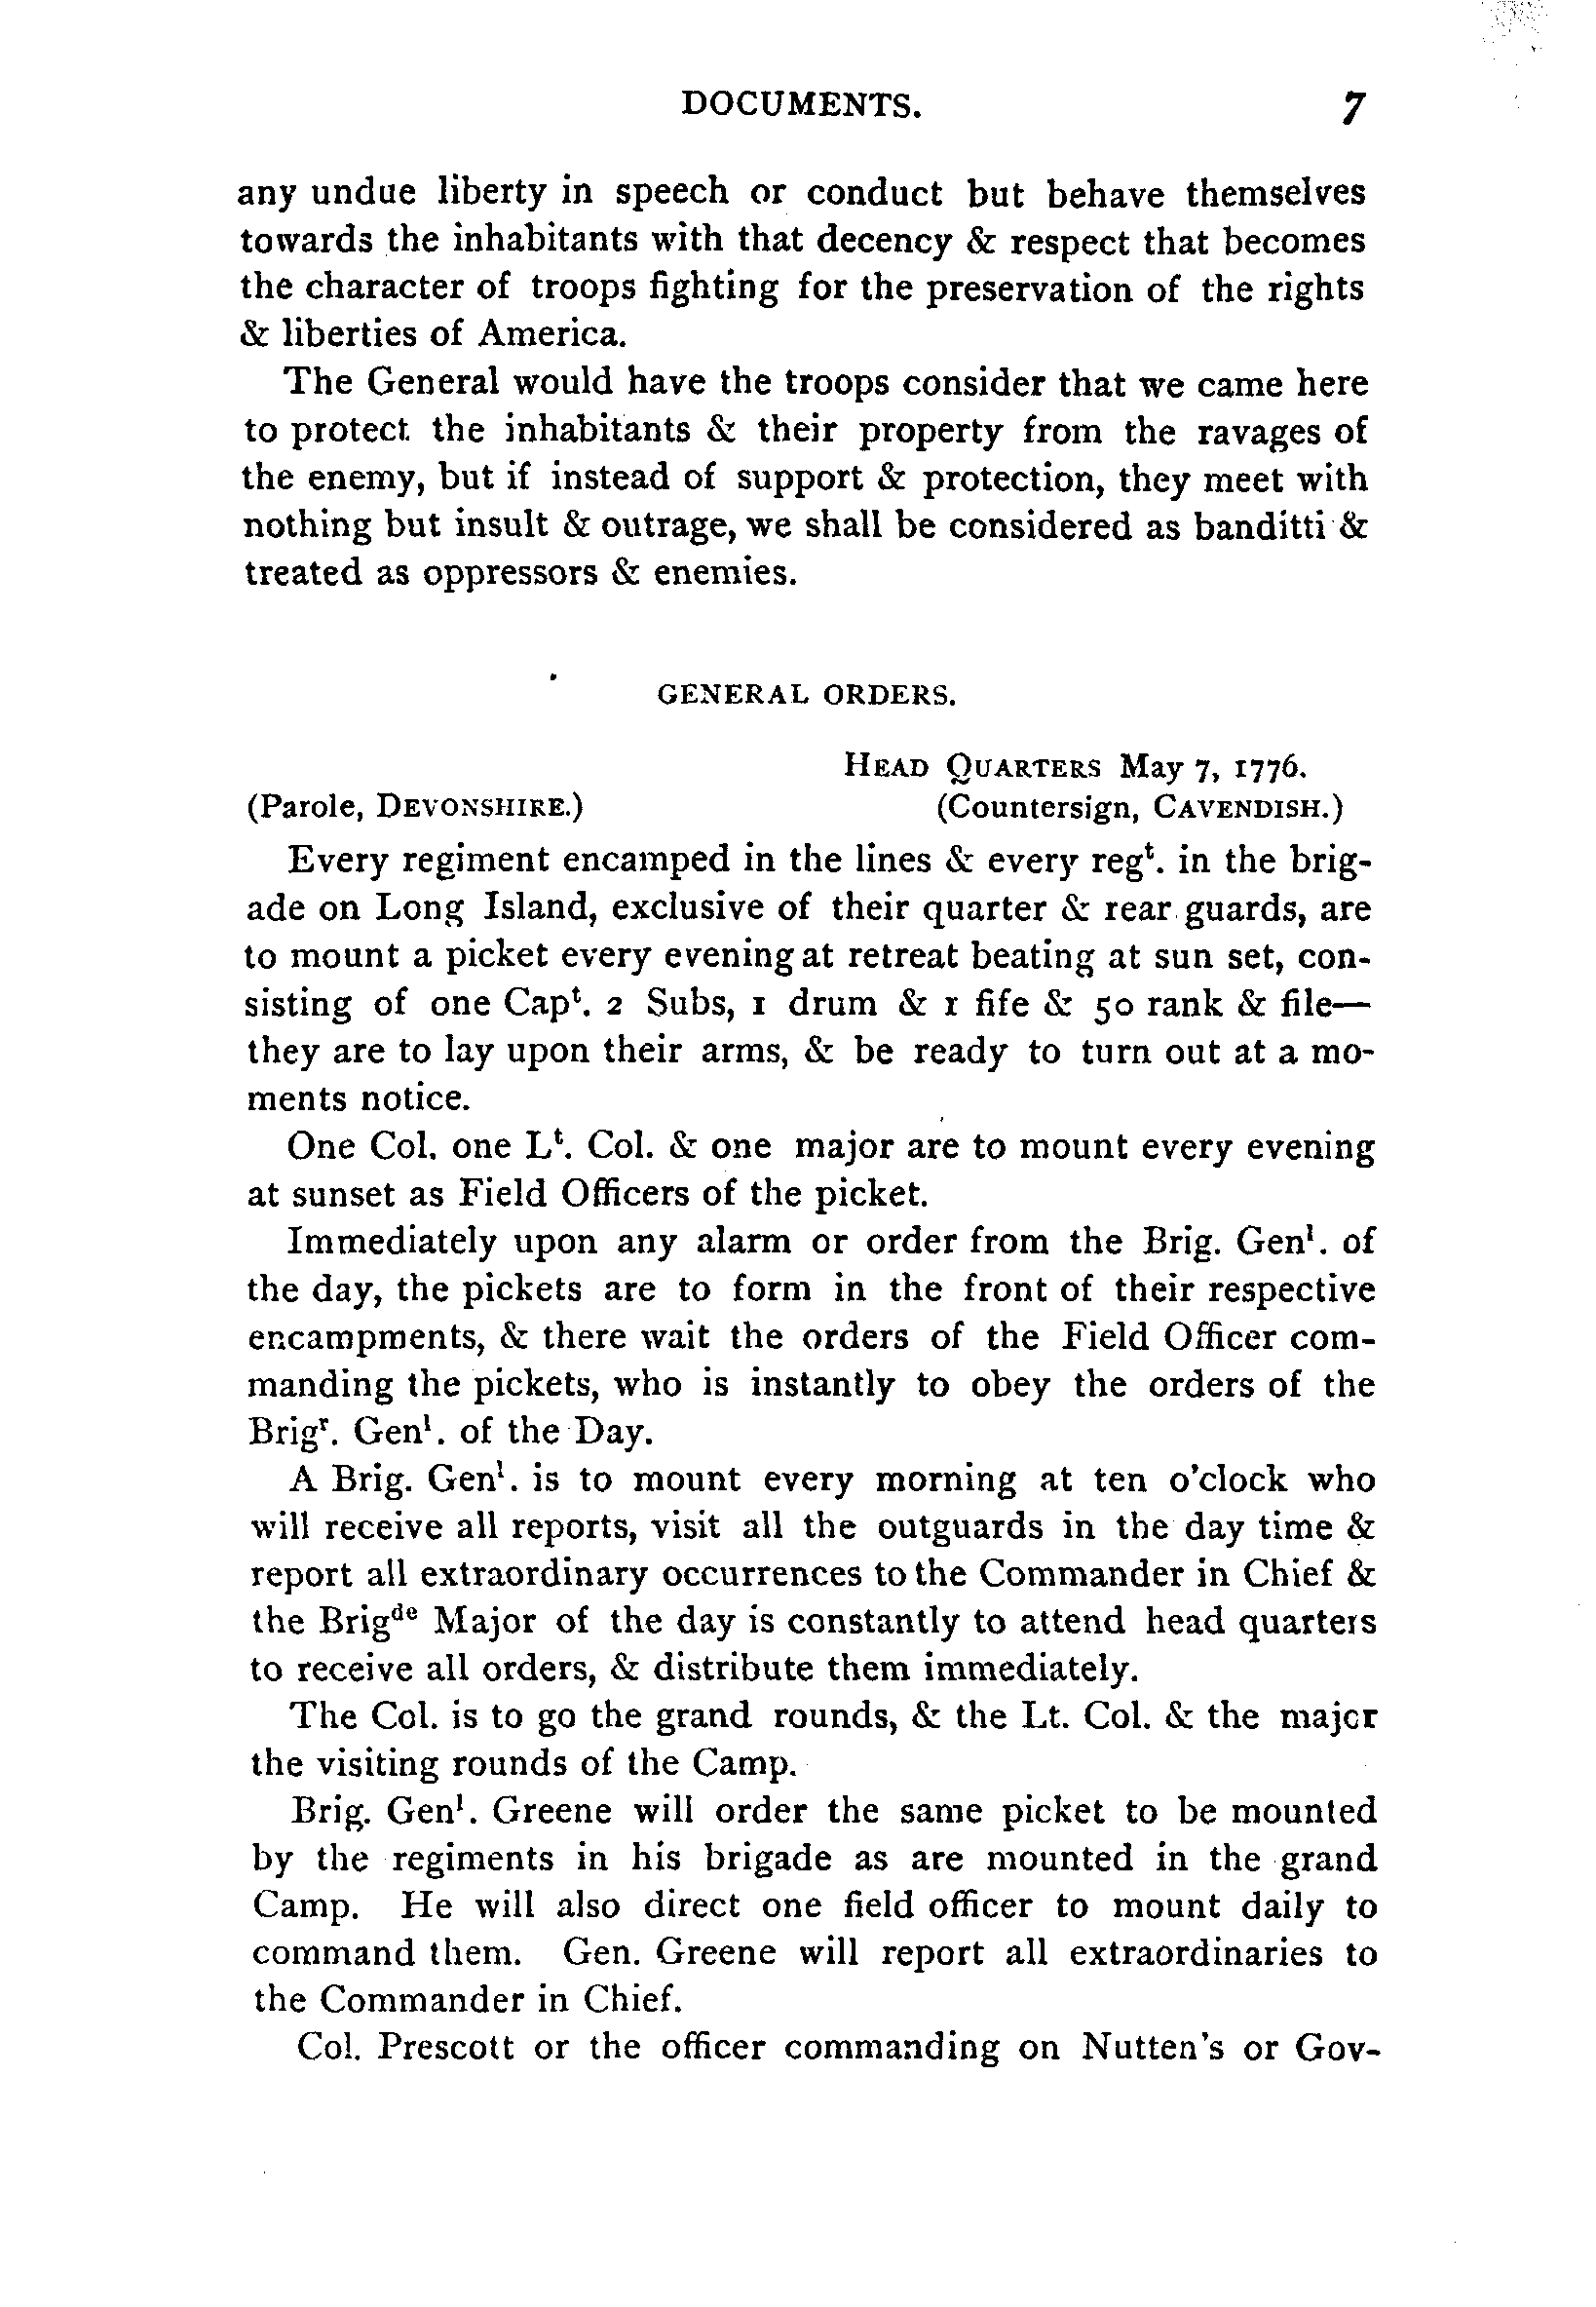 DOCUMENTS. 7
any undue liberty in speech or conduct but behave themselves
towards the inhabitants with that decency & respect that becomes
the character of troops fighting for the preservation of the rights
& liberties of America.
The General would have the troops consider that we came here
to protect the inhabitants & their property from the ravages of
the enemy, but if instead of support & protection, they meet with
nothing but insult & outrage, we shall be considered as banditti &
treated as oppressors & enemies.
GENERAL ORDERS.
HEAD QUARTERS May 7, 1776.
(Parole, DEVONSHIRE.) (Countersign, CAVENDISH.)
Every regiment encamped in the lines & every regᵗ. in the brig-
ade on Long Island, exclusive of their quarter & rear guards, are
to mount a picket every evening at retreat beating at sun set, con-
sisting of one Capᵗ. 2 Subs, 1 drum & 1 fife & 50 rank & file—
they are to lay upon their arms, & be ready to turn out at a mo-
ments notice.
One Col. one Lᵗ. Col. & one major are to mount every evening
at sunset as Field Officers of the picket.
Immediately upon any alarm or order from the Brig. Genˡ. of
the day, the pickets are to form in the front of their respective
encampments, & there wait the orders of the Field Officer com-
manding the pickets, who is instantly to obey the orders of the
Brigʳ. Genˡ. of the Day.
A Brig. Genˡ. is to mount every morning at ten o'clock who
will receive all reports, visit all the outguards in the day time &
report all extraordinary occurrences to the Commander in Chief &
the Brigᵈᵉ Major of the day is constantly to attend head quarters
to receive all orders, & distribute them immediately.
The Col. is to go the grand rounds, & the Lt. Col. & the major
the visiting rounds of the Camp.
Brig. Genˡ. Greene will order the same picket to be mounted
by the regiments in his brigade as are mounted in the grand
Camp. He will also direct one field officer to mount daily to
command them. Gen. Greene will report all extraordinaries to
the Commander in Chief.
Col. Prescott or the officer commanding on Nutten's or Gov-